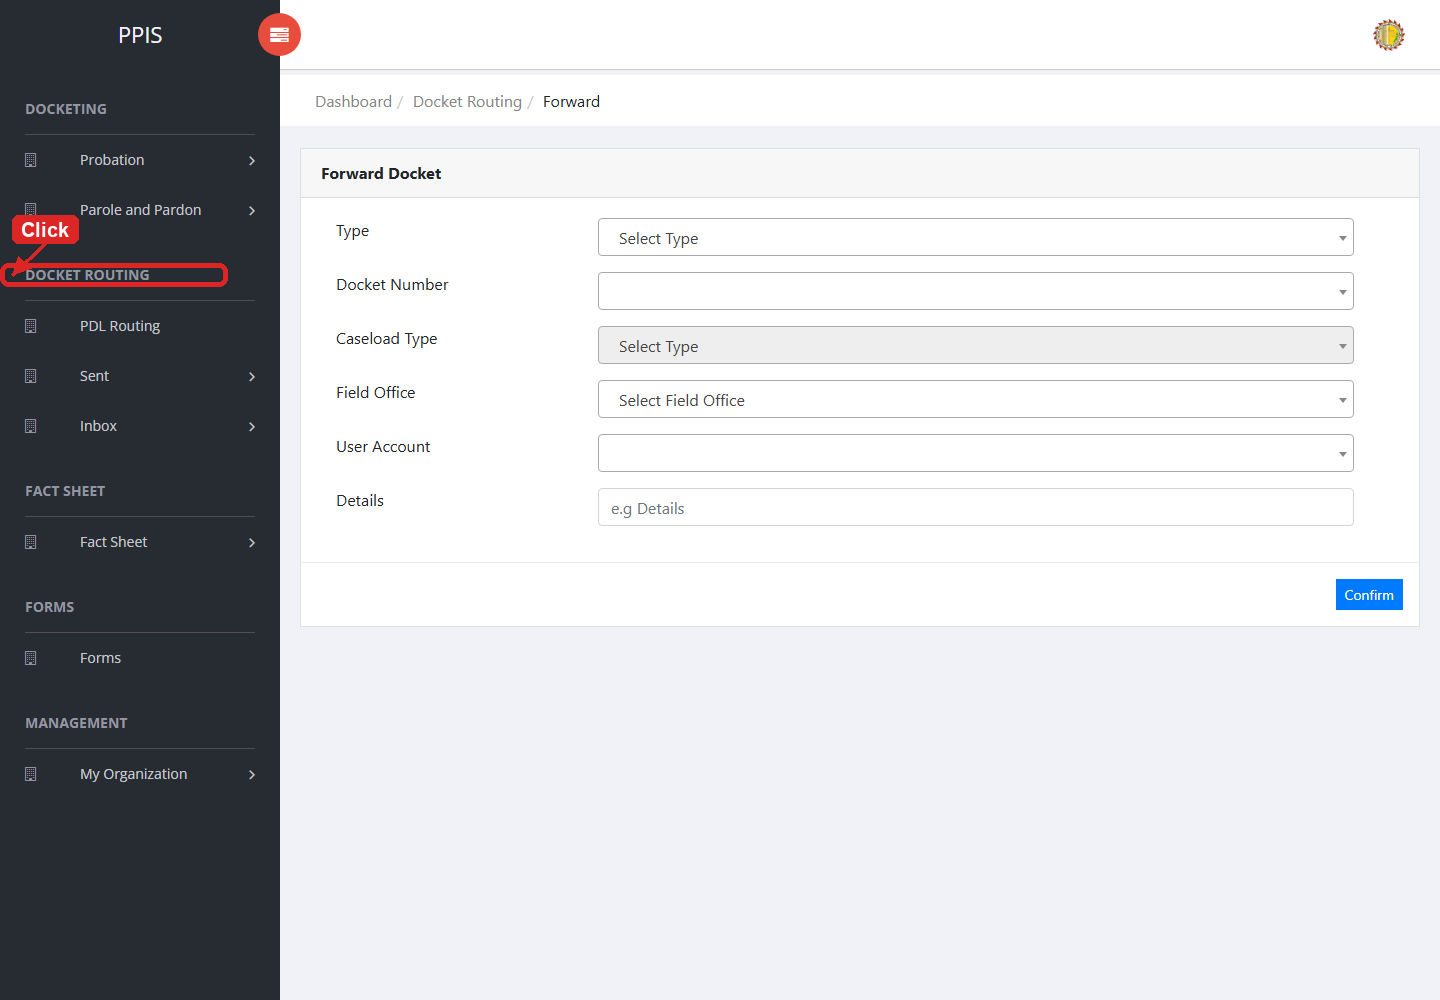 PPIS
DOCKETING
Probation
Parole and Pardon
Click
DOCKET ROUTING
PDL Routing
Sent
Inbox
FACT SHEET
Fact Sheet
FORMS
Forms
MANAGEMENT
My Organization
Dashboard / Docket Routing / Forward
Forward Docket
Type
Select Type
Docket Number
Caseload Type
Select Type
Field Office
Select Field Office
User Account
Details
e.g Details
Confirm